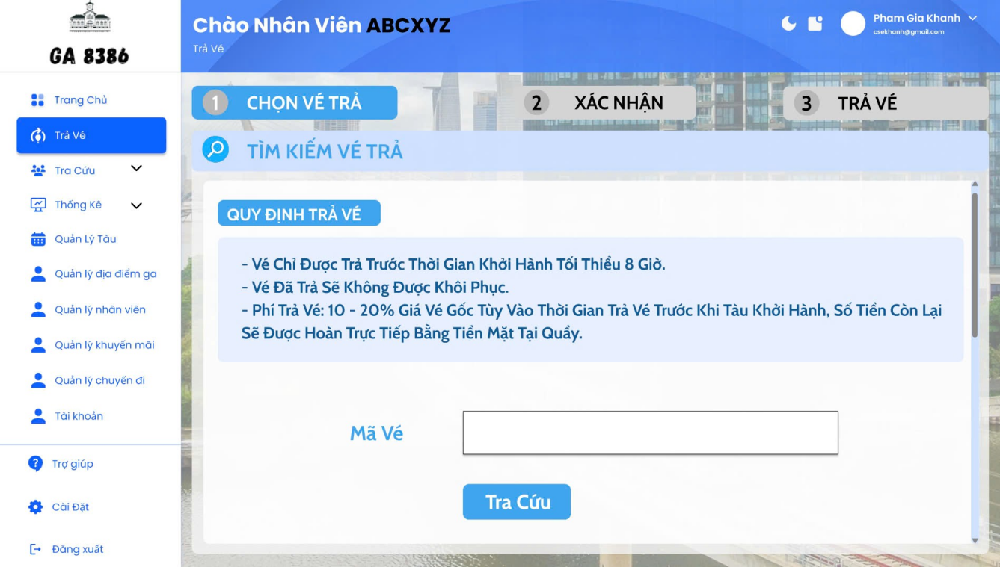 GA 8386
Chào Nhân Viên ABCXYZ
Trả Vé
Pham Gia Khanh
csekhanh@gmail.com
Trang Chủ
Trả Vé
Tra Cứu
Thống Kê
Quản Lý Tàu
Quản lý địa điểm ga
Quản lý nhân viên
Quản lý khuyến mãi
Quản lý chuyến đi
Tài khoản
Trợ giúp
Cài Đặt
Đăng xuất
1 CHỌN VÉ TRẢ
2 XÁC NHẬN
3 TRẢ VÉ
TÌM KIẾM VÉ TRẢ
QUY ĐỊNH TRẢ VÉ
- Vé Chỉ Được Trả Trước Thời Gian Khởi Hành Tối Thiểu 8 Giờ.
- Vé Đã Trả Sẽ Không Được Khôi Phục.
- Phí Trả Vé: 10 - 20% Giá Vé Gốc Tùy Vào Thời Gian Trả Vé Trước Khi Tàu Khởi Hành, Số Tiền Còn Lại
Sẽ Được Hoàn Trực Tiếp Bằng Tiền Mặt Tại Quầy.
Mã Vé
Tra Cứu